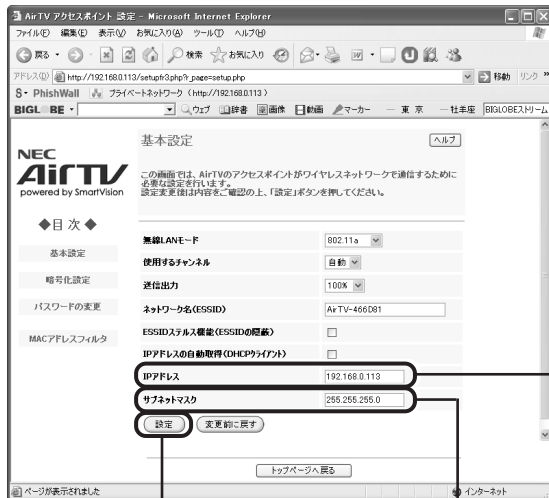 AirTV アクセスポイント 設定 - Microsoft Internet Explorer
ファイル(F) 編集(E) 表示(V) お気に入り(A) ツール(T) ヘルプ(H)
戻る 検索 お気に入り
アドレス(D) http://192.168.0.113/setupfr3.php?r_page=setup.php 移動 リンク »
S PhishWall プライベートネットワーク (http://192.168.0.113 )
BIGLOBE ウェブ 辞書 画像 動画 マーカー - 東京 - 牡羊座 BIGLOBEストリーム
NEC
AirTV
powered by SmartVision
◆目 次◆
基本設定
暗号化設定
パスワードの変更
MACアドレスフィルタ
基本設定 ヘルプ
この画面では、AirTVのアクセスポイントがワイヤレスネットワークで通信するために
必要な設定を行います。
設定変更後は内容をご確認の上、「設定」ボタンを押してください。
無線LANモード 802.11a
使用するチャンネル 自動
送信出力 100%
ネットワーク名(ESSID) AirTV-466D81
ESSIDステルス機能(ESSIDの隠蔽)
IPアドレスの自動取得(DHCPクライアント)
IPアドレス 192.168.0.113
サブネットマスク 255.255.255.0
設定 変更前に戻す
トップページへ戻る
ページが表示されました インターネット